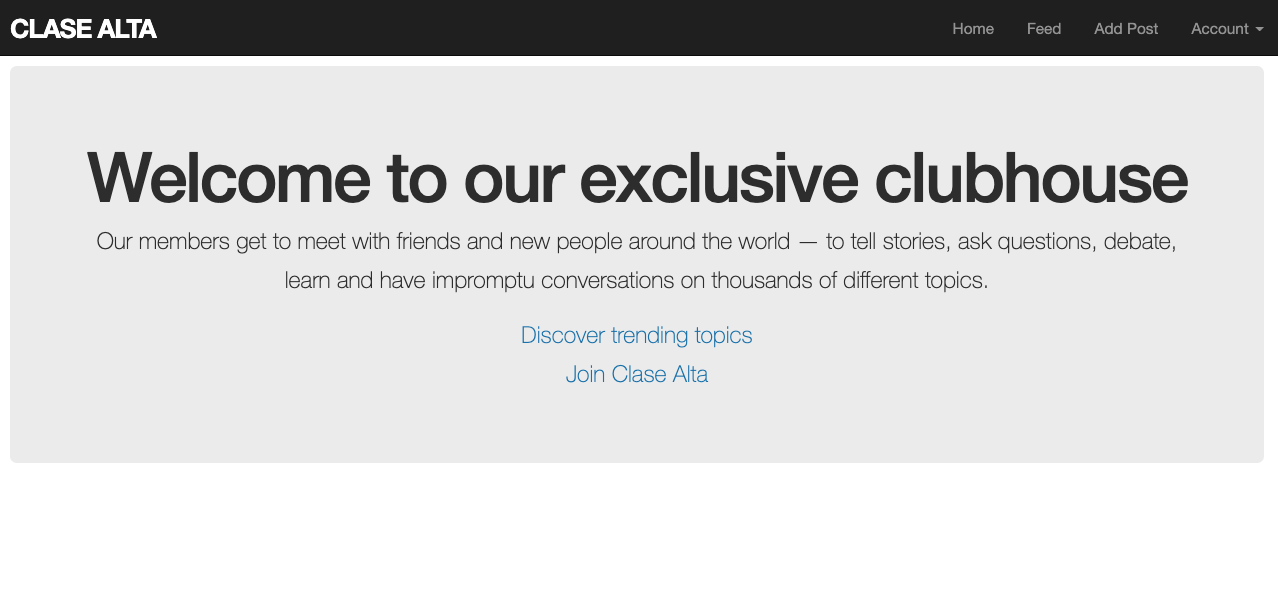 CLASE ALTA Home Feed Add Post Account
Welcome to our exclusive clubhouse
Our members get to meet with friends and new people around the world — to tell stories, ask questions, debate,
learn and have impromptu conversations on thousands of different topics.
Discover trending topics
Join Clase Alta